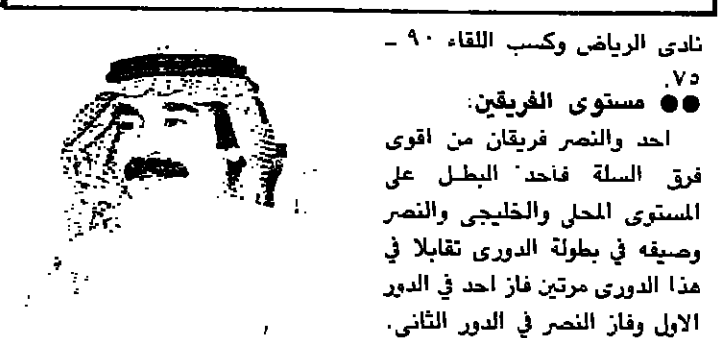 نادى الرياض وكسب اللقاء ٩٠ ـ
٧٥.
●● مستوى الفريقين:
احد والنصر فريقان من اقوى
فرق السلة فأحد البطل على
المستوى المحلى والخليجى والنصر
وصيفه في بطولة الدورى تقابلا في
هذا الدورى مرتين فاز احد في الدور
الاول وفاز النصر في الدور الثانى.